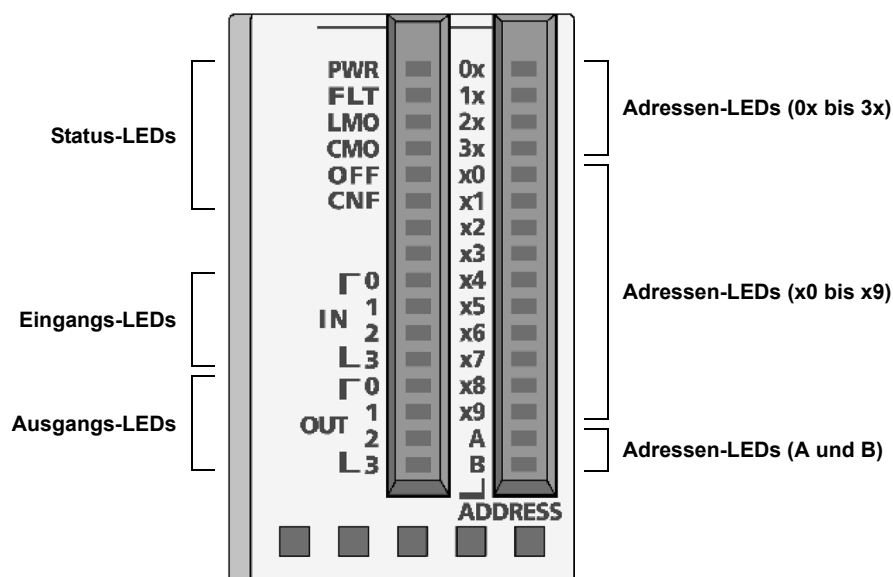 Status-LEDs
Eingangs-LEDs
Ausgangs-LEDs
PWR
FLT
LMO
CMO
OFF
CNF
IN
0
1
2
3
OUT
0
1
2
3
0x
1x
2x
3x
x0
x1
x2
x3
x4
x5
x6
x7
x8
x9
A
B
ADDRESS
Adressen-LEDs (0x bis 3x)
Adressen-LEDs (x0 bis x9)
Adressen-LEDs (A und B)